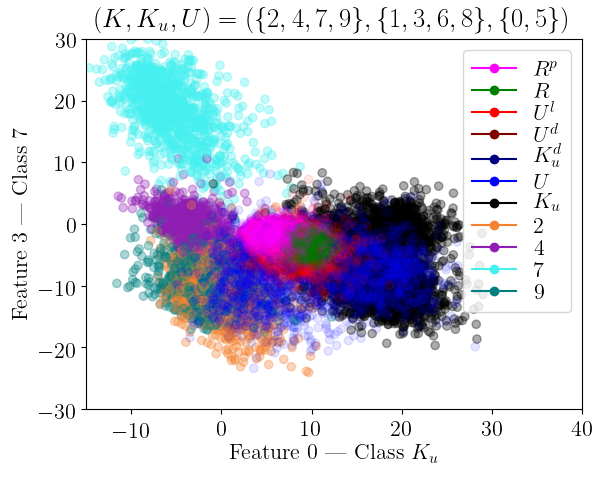 (K, K_u, U) = ({2, 4, 7, 9}, {1, 3, 6, 8}, {0, 5})
30
20
10
0
−10
−20
−30
Feature 3 — Class 7
−10
0
10
20
30
40
Feature 0 — Class K_u
R^p
R
U^l
U^d
K_u^d
U
K_u
2
4
7
9